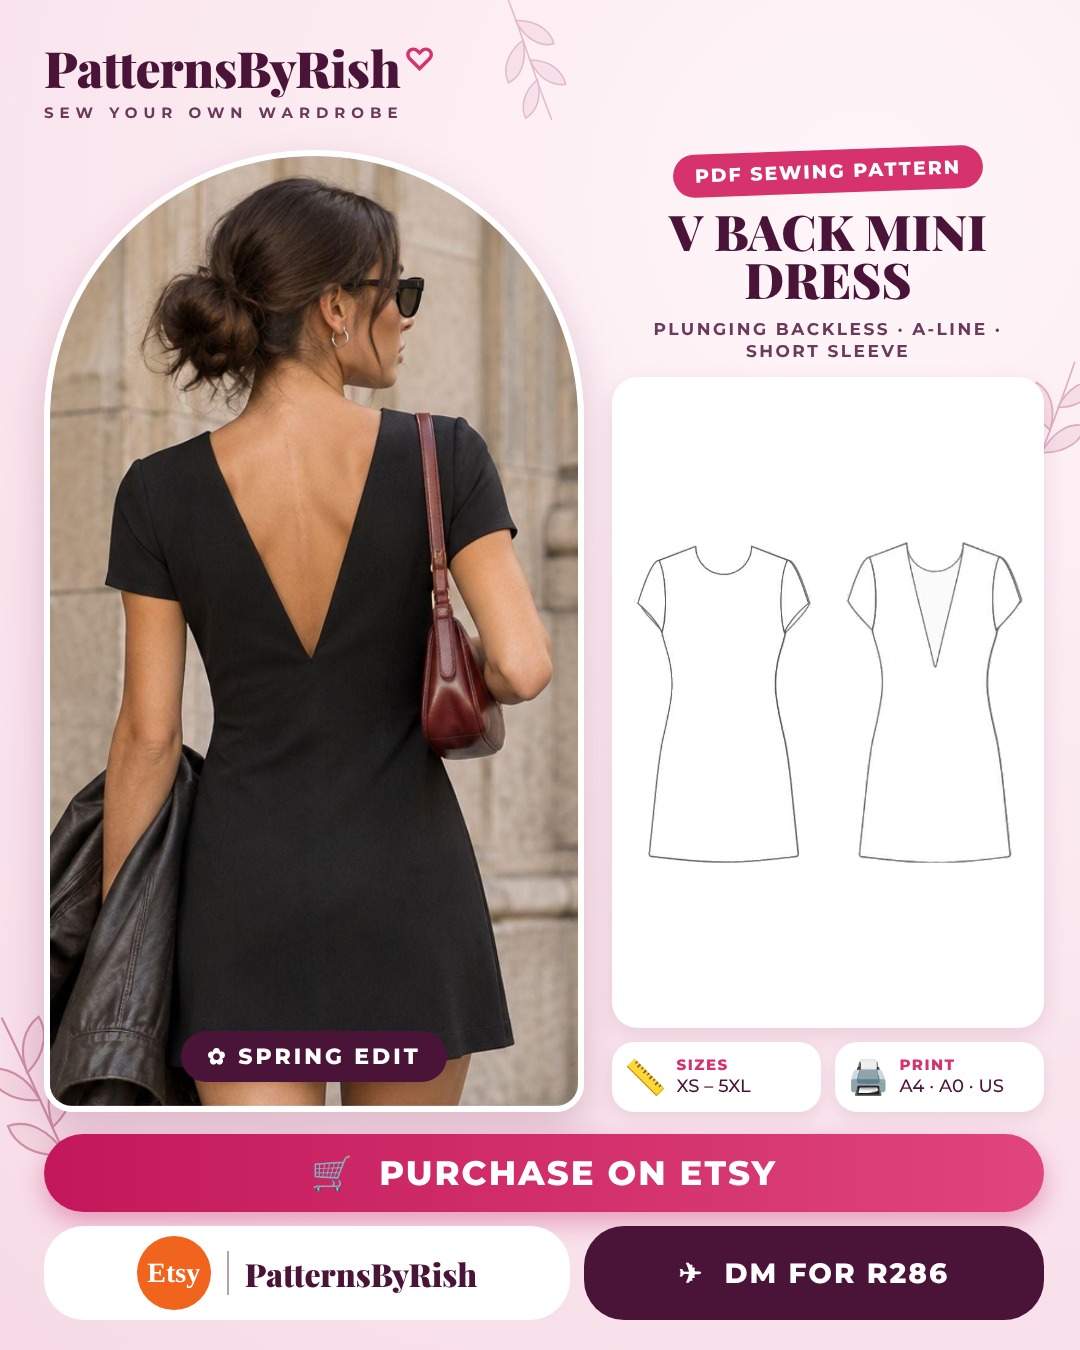 PatternsByRish
SEW YOUR OWN WARDROBE
PDF SEWING PATTERN
V BACK MINI
DRESS
PLUNGING BACKLESS · A-LINE ·
SHORT SLEEVE
✿ SPRING EDIT
SIZES
XS – 5XL
PRINT
A4 · A0 · US
PURCHASE ON ETSY
Etsy
PatternsByRish
✈ DM FOR R286